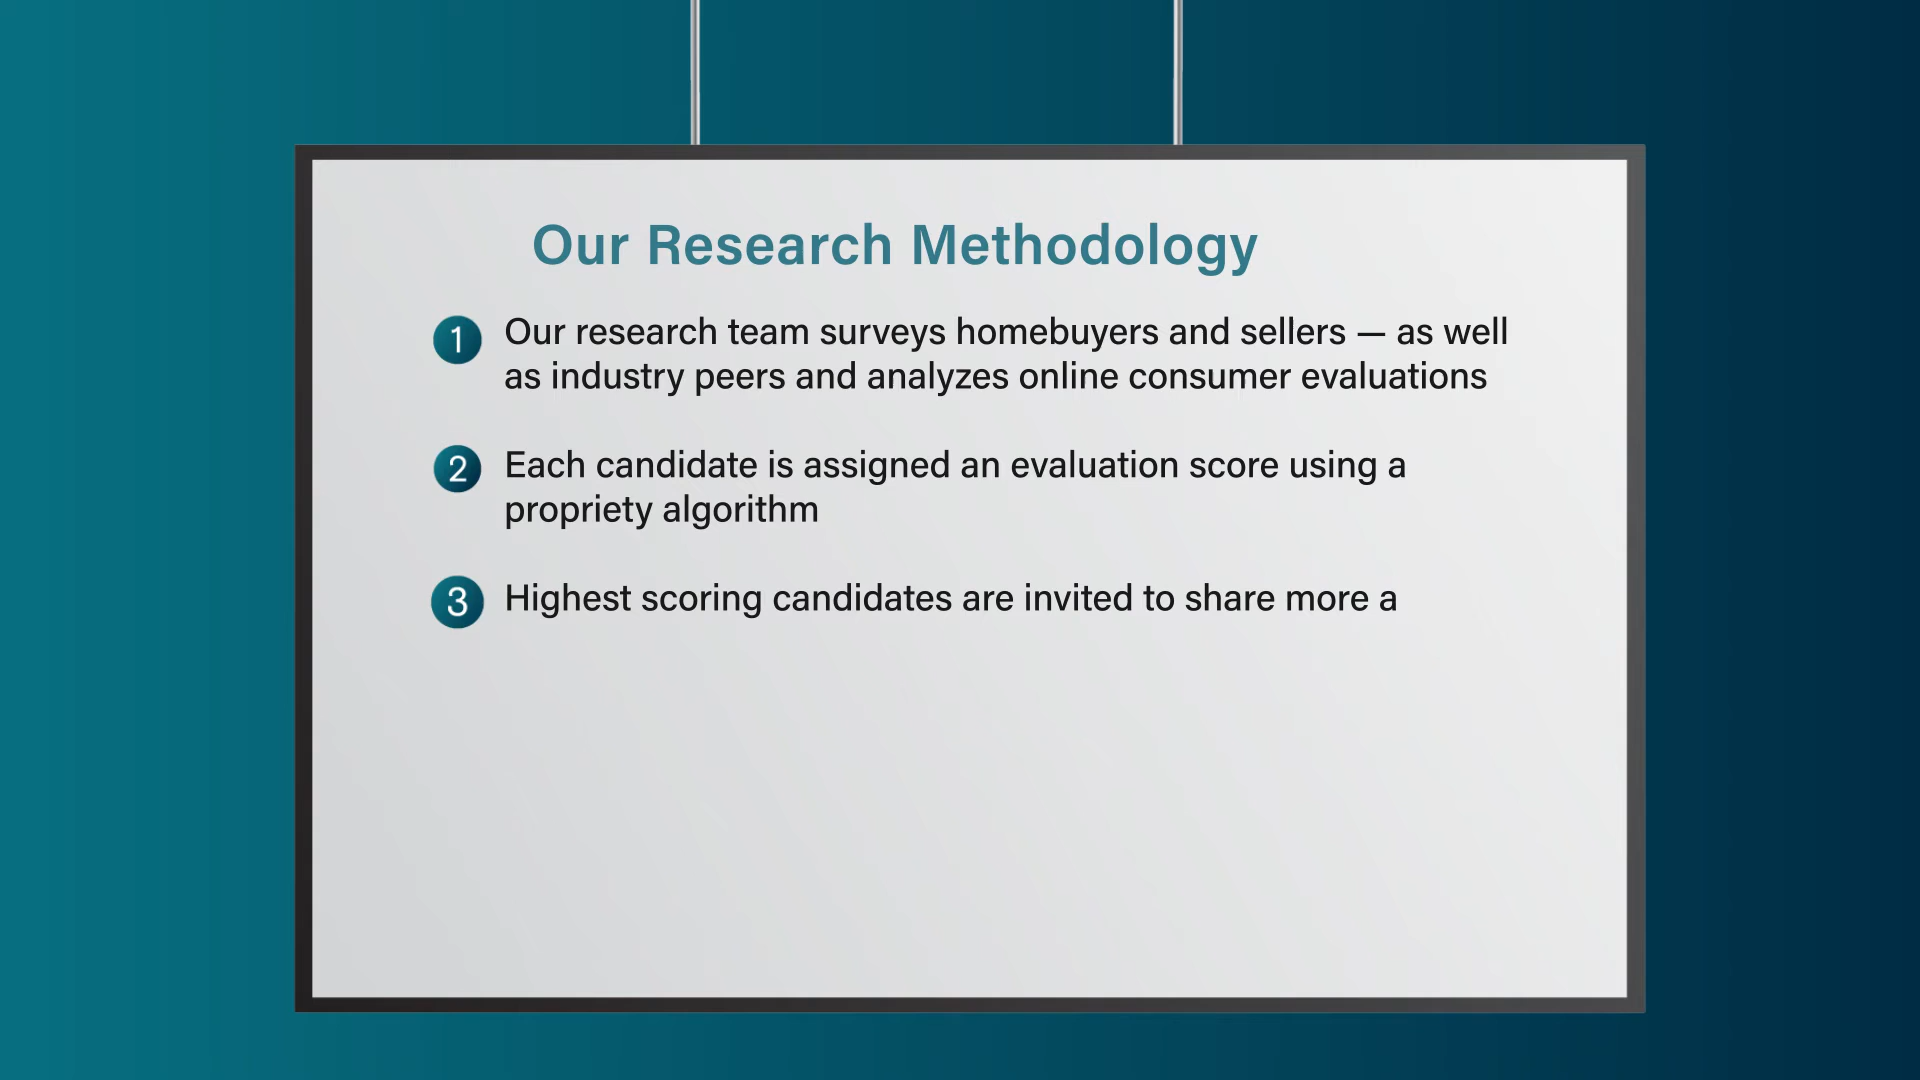 Our Research Methodology
1 Our research team surveys homebuyers and sellers — as well
as industry peers and analyzes online consumer evaluations
2 Each candidate is assigned an evaluation score using a
propriety algorithm
3 Highest scoring candidates are invited to share more a